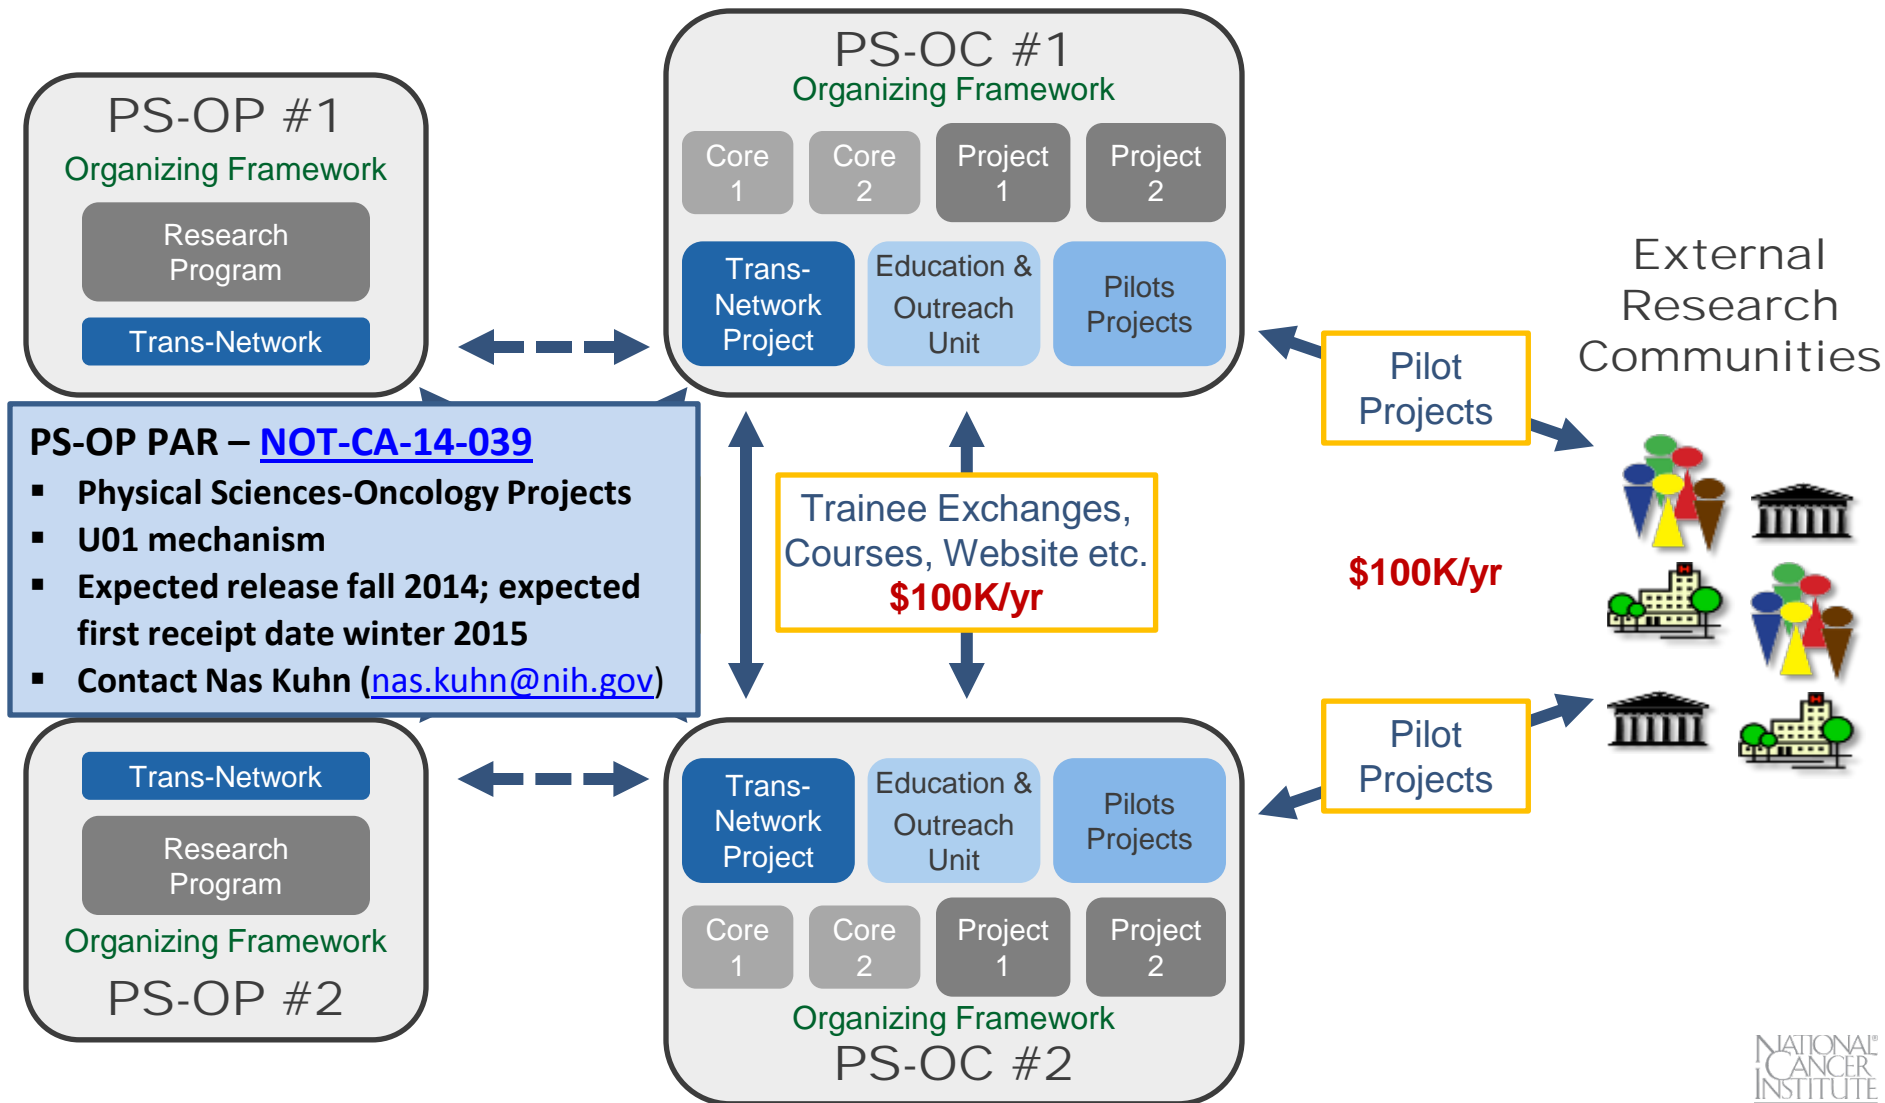 PS-OP #1
Organizing Framework
Research
Program
Trans-Network
PS-OC #1
Organizing Framework
Core
1
Core
2
Project
1
Project
2
Trans-
Network
Project
Education &
Outreach
Unit
Pilots
Projects
External
Research
Communities
Pilot
Projects
PS-OP PAR – NOT-CA-14-039
▪ Physical Sciences-Oncology Projects
▪ U01 mechanism
▪ Expected release fall 2014; expected
first receipt date winter 2015
▪ Contact Nas Kuhn (nas.kuhn@nih.gov)
Trainee Exchanges,
Courses, Website etc.
$100K/yr
$100K/yr
H
H
Pilot
Projects
Trans-Network
Research
Program
Organizing Framework
PS-OP #2
Trans-
Network
Project
Education &
Outreach
Unit
Pilots
Projects
Core
1
Core
2
Project
1
Project
2
Organizing Framework
PS-OC #2
NATIONAL®
CANCER
INSTITUTE